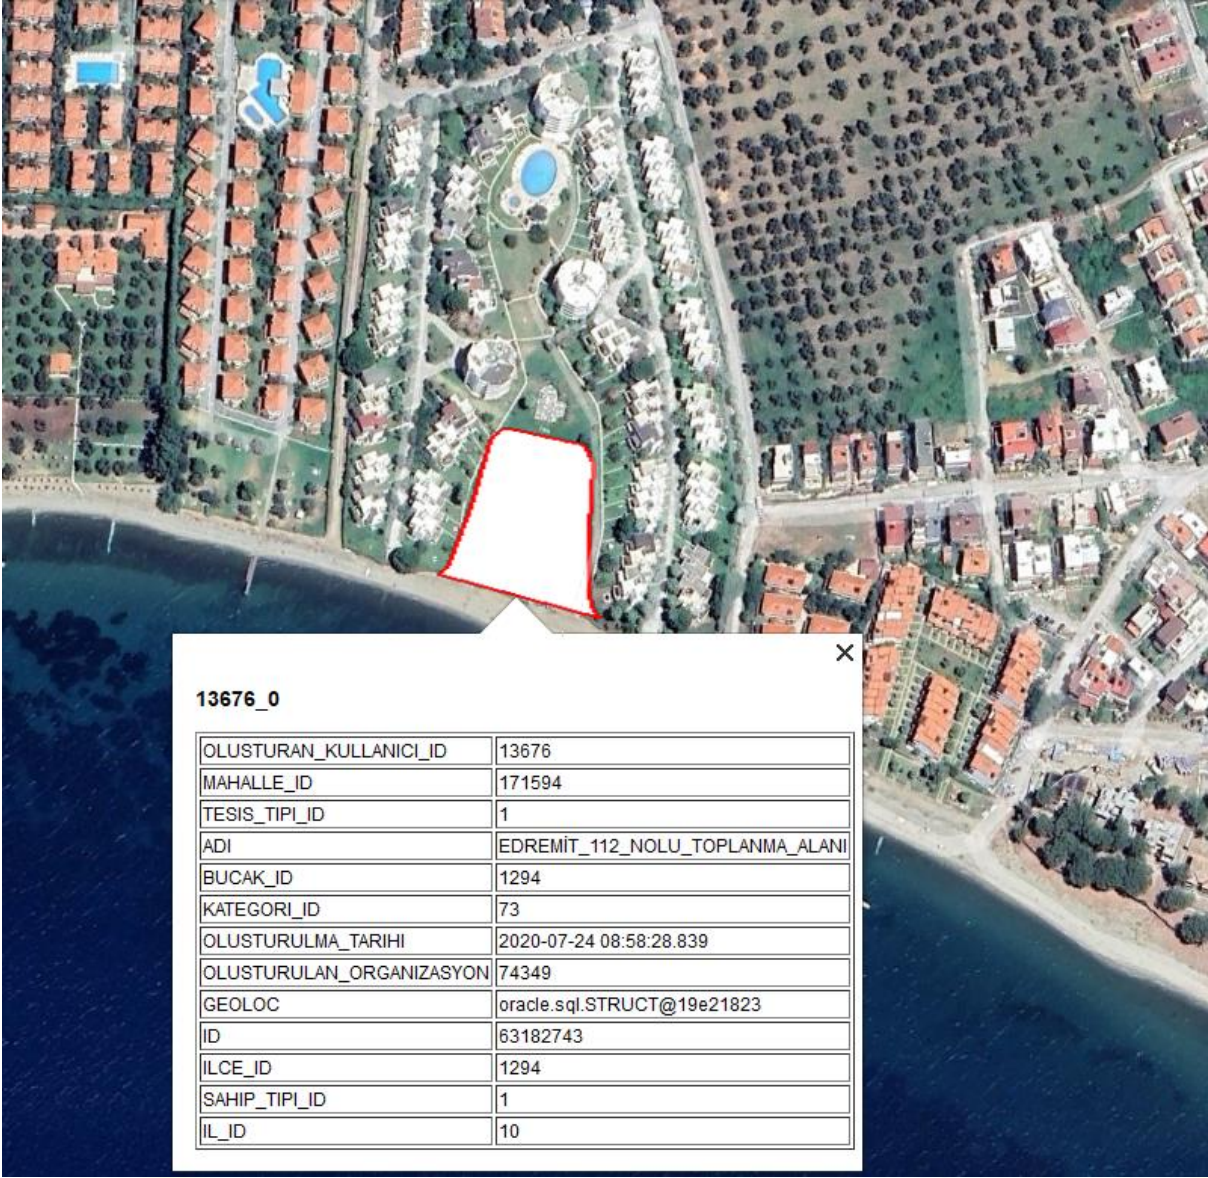 13676_0
OLUSTURAN_KULLANICI_ID 13676
MAHALLE_ID 171594
TESIS_TIPI_ID 1
ADI EDREMİT_112_NOLU_TOPLANMA_ALANI
BUCAK_ID 1294
KATEGORI_ID 73
OLUSTURULMA_TARIHI 2020-07-24 08:58:28.839
OLUSTURULAN_ORGANIZASYON 74349
GEOLOC oracle.sql.STRUCT@19e21823
ID 63182743
ILCE_ID 1294
SAHIP_TIPI_ID 1
IL_ID 10